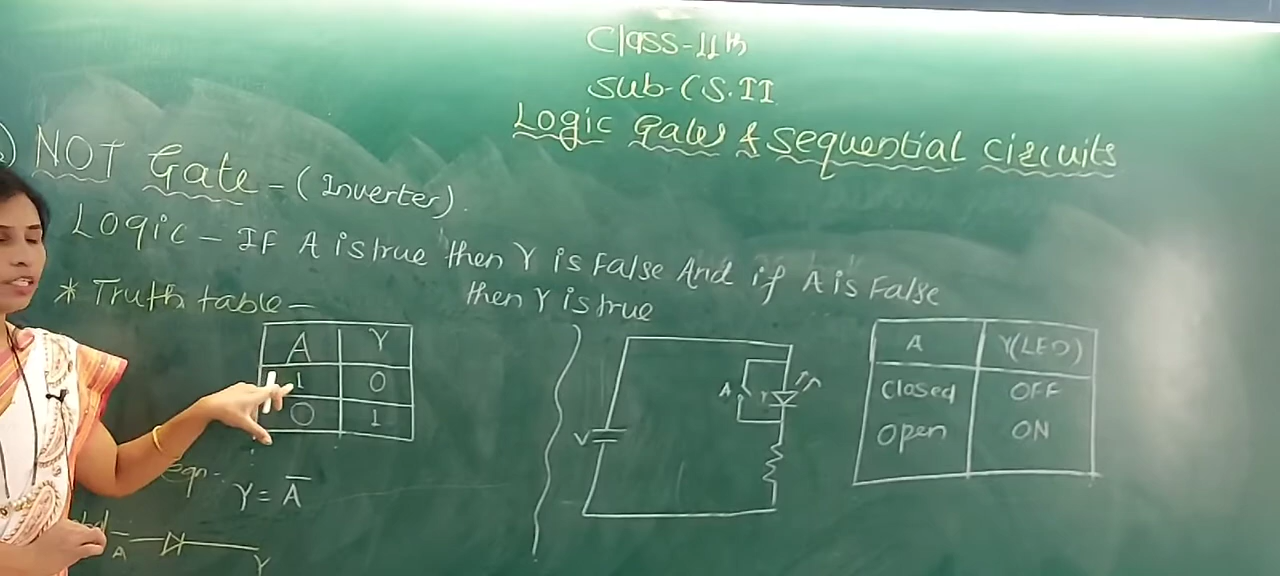 Class-11th
Sub-CS.II
Logic Gates & Sequential Circuits
NOT Gate - (Inverter).
Logic - IF A is true then Y is False And if A is False
then Y is true
* Truth table -
A Y
1 0
0 1
eqn:-
Y = A̅
A
Y
V
A
Y
A Y(LED)
Closed OFF
Open ON